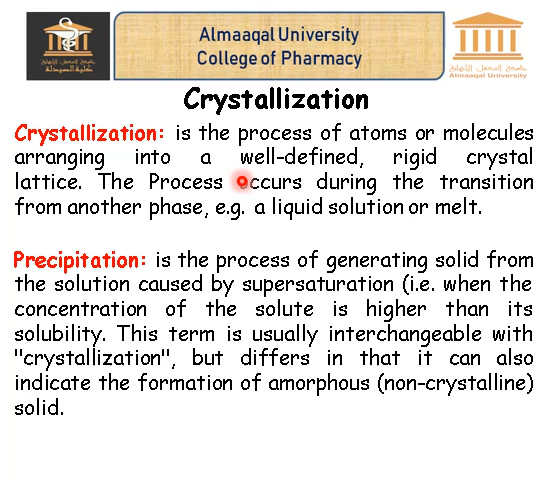 Almaaqal University
College of Pharmacy
كلية الصيدلة
Almaaqal University
Crystallization
Crystallization: is the process of atoms or molecules
arranging into a well-defined, rigid crystal
lattice. The Process occurs during the transition
from another phase, e.g. a liquid solution or melt.
Precipitation: is the process of generating solid from
the solution caused by supersaturation (i.e. when the
concentration of the solute is higher than its
solubility. This term is usually interchangeable with
"crystallization", but differs in that it can also
indicate the formation of amorphous (non-crystalline)
solid.